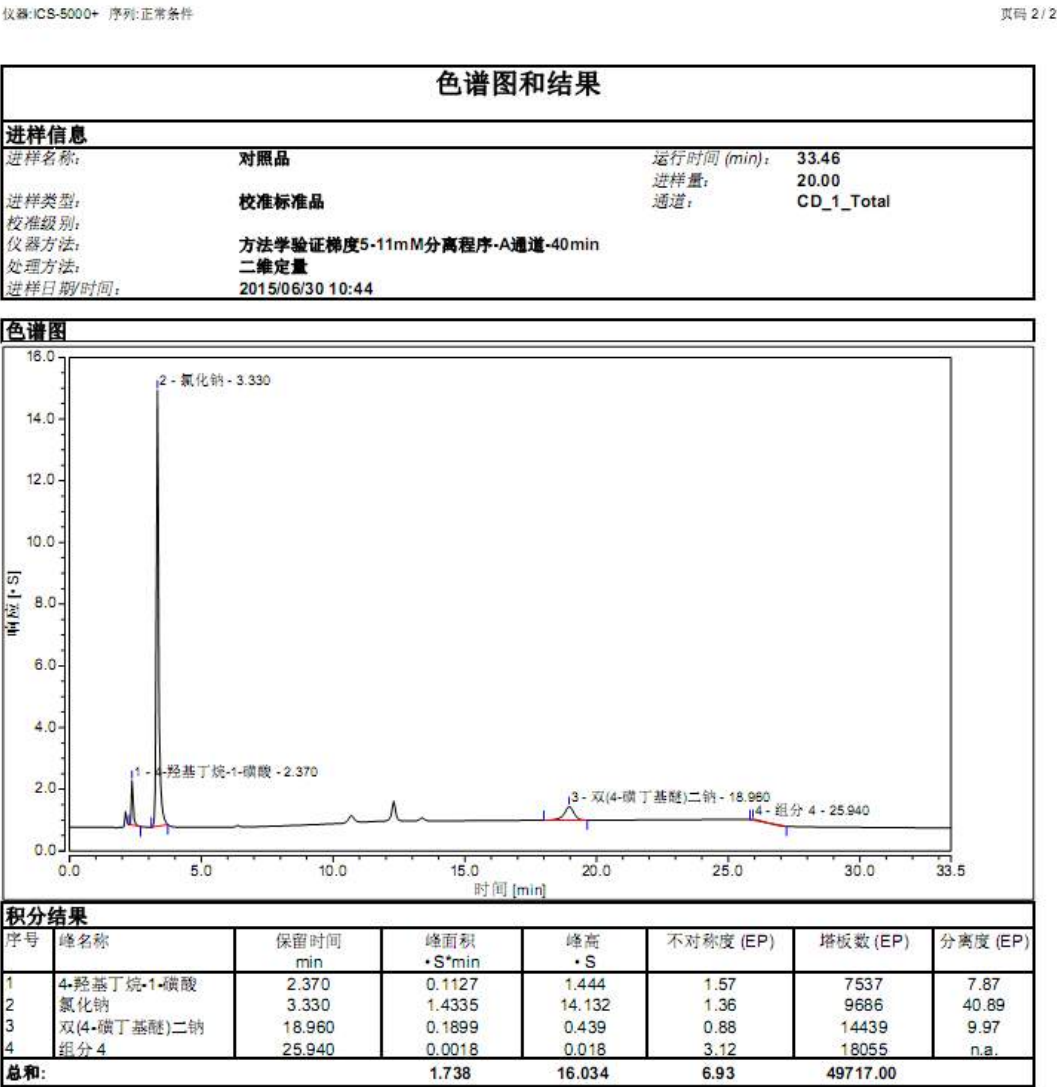 仪器:ICS-5000+ 序列:正常条件 页码 2 / 2
色谱图和结果
进样信息
进样名称: 对照品 运行时间 (min): 33.46
进样量: 20.00
进样类型: 校准标准品 通道: CD_1_Total
校准级别:
仪器方法: 方法学验证梯度5-11mM分离程序-A通道-40min
处理方法: 二维定量
进样日期/时间: 2015/06/30 10:44
色谱图
16.0
14.0
12.0
10.0
8.0
6.0
4.0
2.0
0.0
响应 [•S]
2 - 氯化钠 - 3.330
1 - 4-羟基丁烷-1-磺酸 - 2.370
3 - 双(4-磺丁基醚)二钠 - 18.960
4 - 组分 4 - 25.940
0.0 5.0 10.0 15.0 20.0 25.0 30.0 33.5
时间 [min]
积分结果
序号 峰名称 保留时间 峰面积 峰高 不对称度 (EP) 塔板数 (EP) 分离度 (EP)
min •S*min •S
1 4-羟基丁烷-1-磺酸 2.370 0.1127 1.444 1.57 7537 7.87
2 氯化钠 3.330 1.4335 14.132 1.36 9686 40.89
3 双(4-磺丁基醚)二钠 18.960 0.1899 0.439 0.88 14439 9.97
4 组分 4 25.940 0.0018 0.018 3.12 18055 n.a.
总和: 1.738 16.034 6.93 49717.00